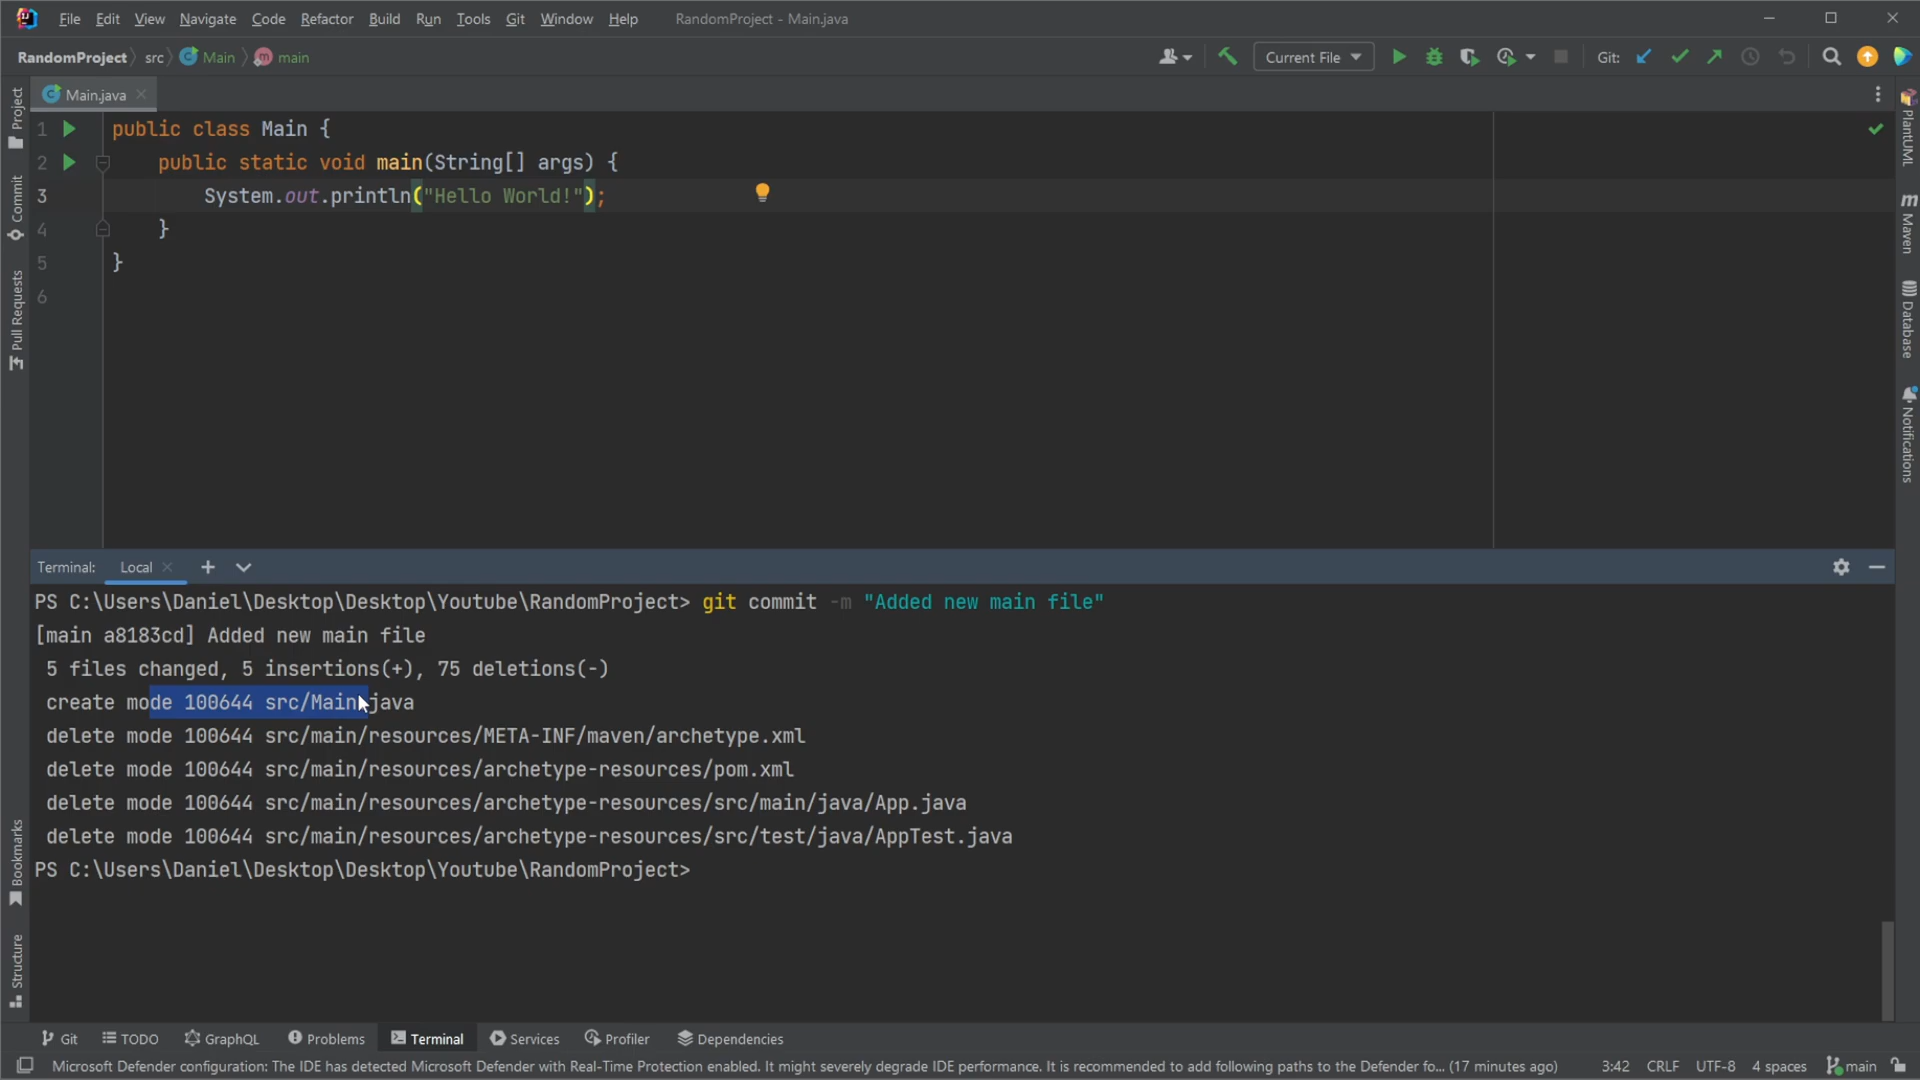 File Edit View Navigate Code Refactor Build Run Tools Git Window Help RandomProject - Main.java
RandomProject src Main main Current File Git:
Main.java
1 public class Main {
2 public static void main(String[] args) {
3 System.out.println("Hello World!");
4 }
5 }
6
Project
Commit
Pull Requests
Bookmarks
Structure
PlantUML
Maven
Database
Notifications
Terminal: Local
PS C:\Users\Daniel\Desktop\Desktop\Youtube\RandomProject> git commit -m "Added new main file"
[main a8183cd] Added new main file
5 files changed, 5 insertions(+), 75 deletions(-)
create mode 100644 src/Main.java
delete mode 100644 src/main/resources/META-INF/maven/archetype.xml
delete mode 100644 src/main/resources/archetype-resources/pom.xml
delete mode 100644 src/main/resources/archetype-resources/src/main/java/App.java
delete mode 100644 src/main/resources/archetype-resources/src/test/java/AppTest.java
PS C:\Users\Daniel\Desktop\Desktop\Youtube\RandomProject>
Git TODO GraphQL Problems Terminal Services Profiler Dependencies
Microsoft Defender configuration: The IDE has detected Microsoft Defender with Real-Time Protection enabled. It might severely degrade IDE performance. It is recommended to add following paths to the Defender fo... (17 minutes ago) 3:42 CRLF UTF-8 4 spaces main